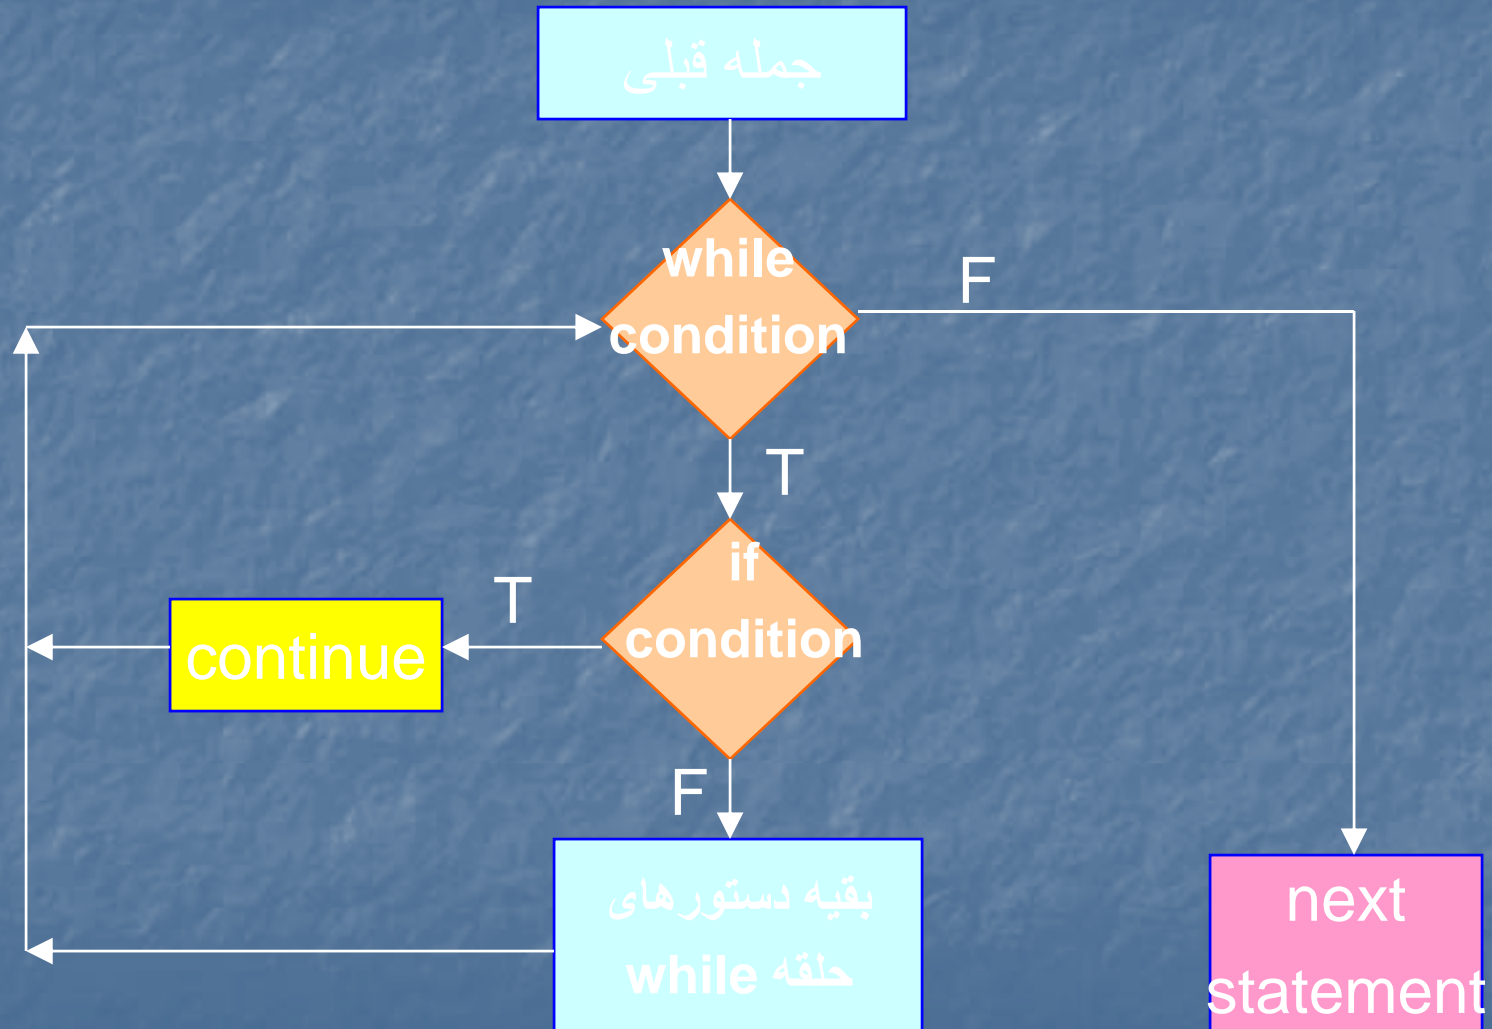 جمله قبلی
while
condition
F
T
if
condition
T
continue
F
بقیه دستورهای
حلقه while
next
statement